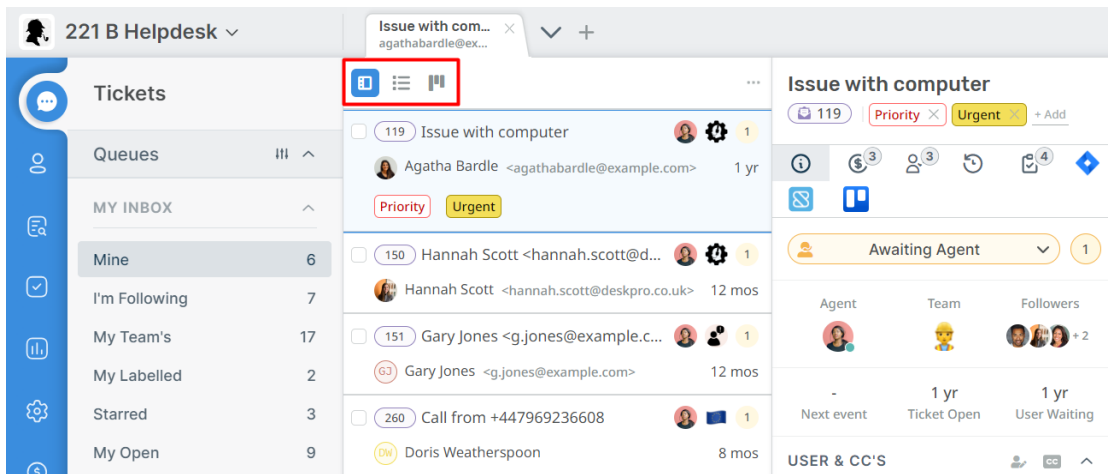 221 B Helpdesk
Issue with com...
agathabardle@ex...
Tickets
Queues
MY INBOX
Mine 6
I'm Following 7
My Team's 17
My Labelled 2
Starred 3
My Open 9
119 Issue with computer 1
Agatha Bardle <agathabardle@example.com> 1 yr
Priority Urgent
150 Hannah Scott <hannah.scott@d... 1
Hannah Scott <hannah.scott@deskpro.co.uk> 12 mos
151 Gary Jones <g.jones@example.c... 1
GJ Gary Jones <g.jones@example.com> 12 mos
260 Call from +447969236608 1
DW Doris Weatherspoon 8 mos
Issue with computer
119 Priority Urgent + Add
3 3 4
Awaiting Agent 1
Agent Team Followers
+ 2
- 1 yr 1 yr
Next event Ticket Open User Waiting
USER & CC'S CC